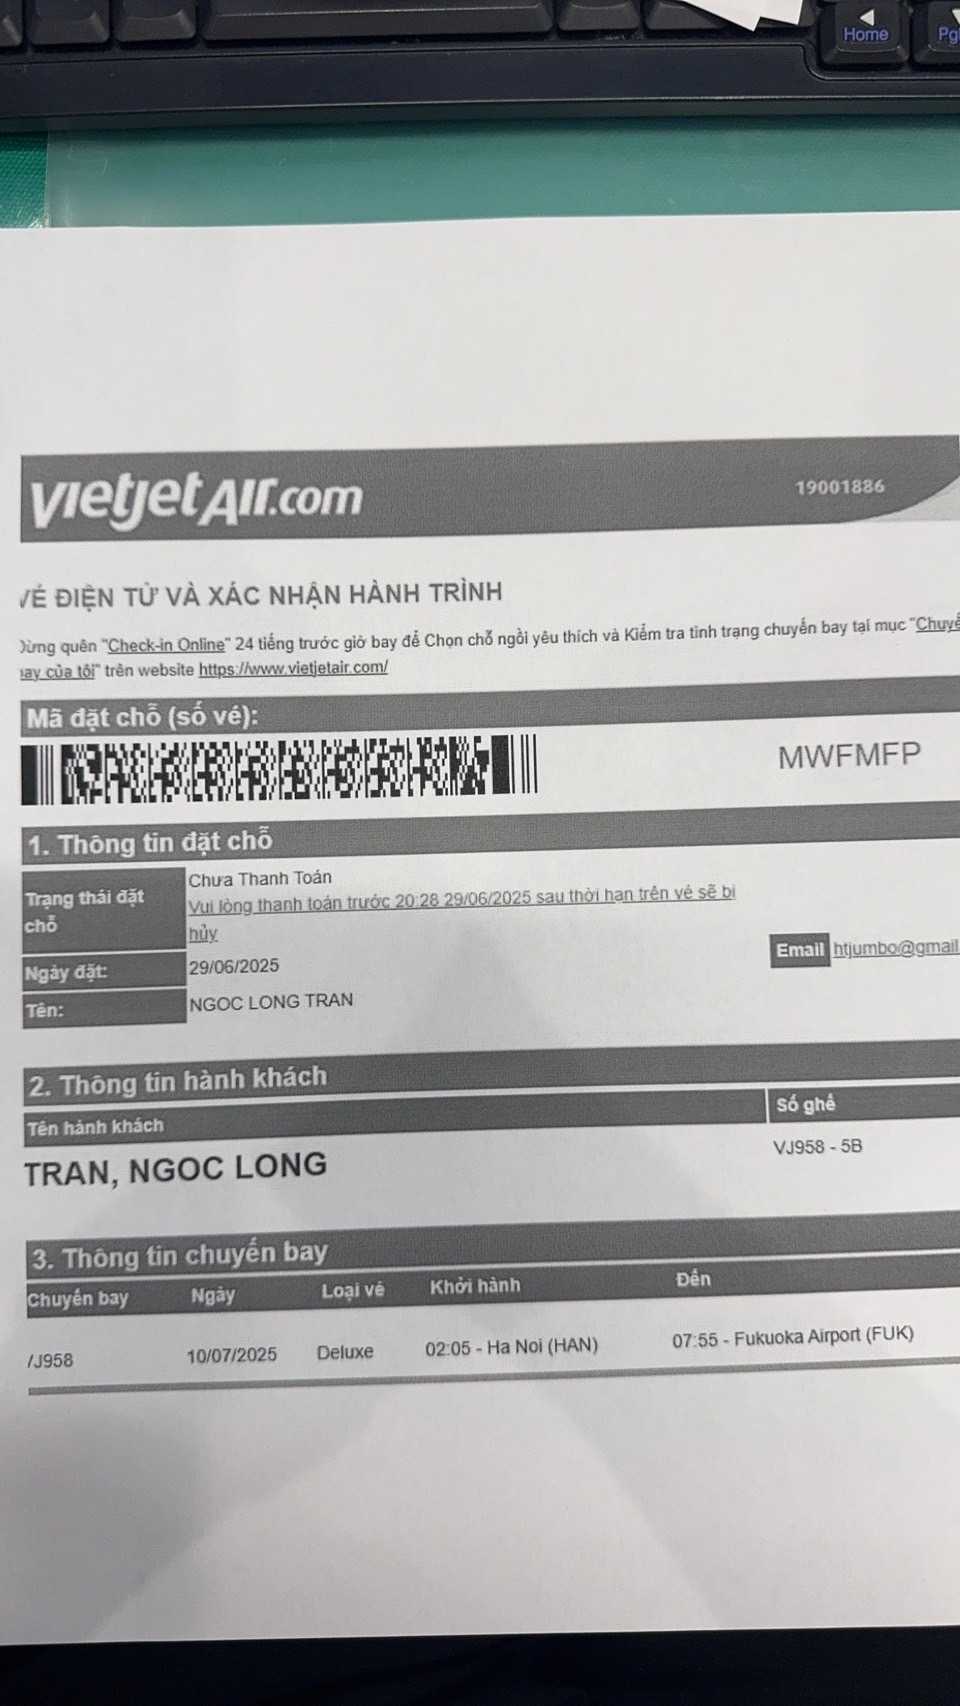 Home
vietjetAir.com
19001886
VÉ ĐIỆN TỬ VÀ XÁC NHẬN HÀNH TRÌNH
Đừng quên "Check-in Online" 24 tiếng trước giờ bay để Chọn chỗ ngồi yêu thích và Kiểm tra tình trạng chuyến bay tại mục "Chuyế
bay của tôi" trên website https://www.vietjetair.com/
Mã đặt chỗ (số vé):
MWFMFP
1. Thông tin đặt chỗ
Trạng thái đặt chỗ
Chưa Thanh Toán
Vui lòng thanh toán trước 20:28 29/06/2025 sau thời hạn trên vé sẽ bị
hủy
Email htjumbo@gmail
Ngày đặt: 29/06/2025
Tên: NGOC LONG TRAN
2. Thông tin hành khách
Tên hành khách Số ghế
TRAN, NGOC LONG VJ958 - 5B
3. Thông tin chuyến bay
Chuyến bay Ngày Loại vé Khởi hành Đến
VJ958 10/07/2025 Deluxe 02:05 - Ha Noi (HAN) 07:55 - Fukuoka Airport (FUK)